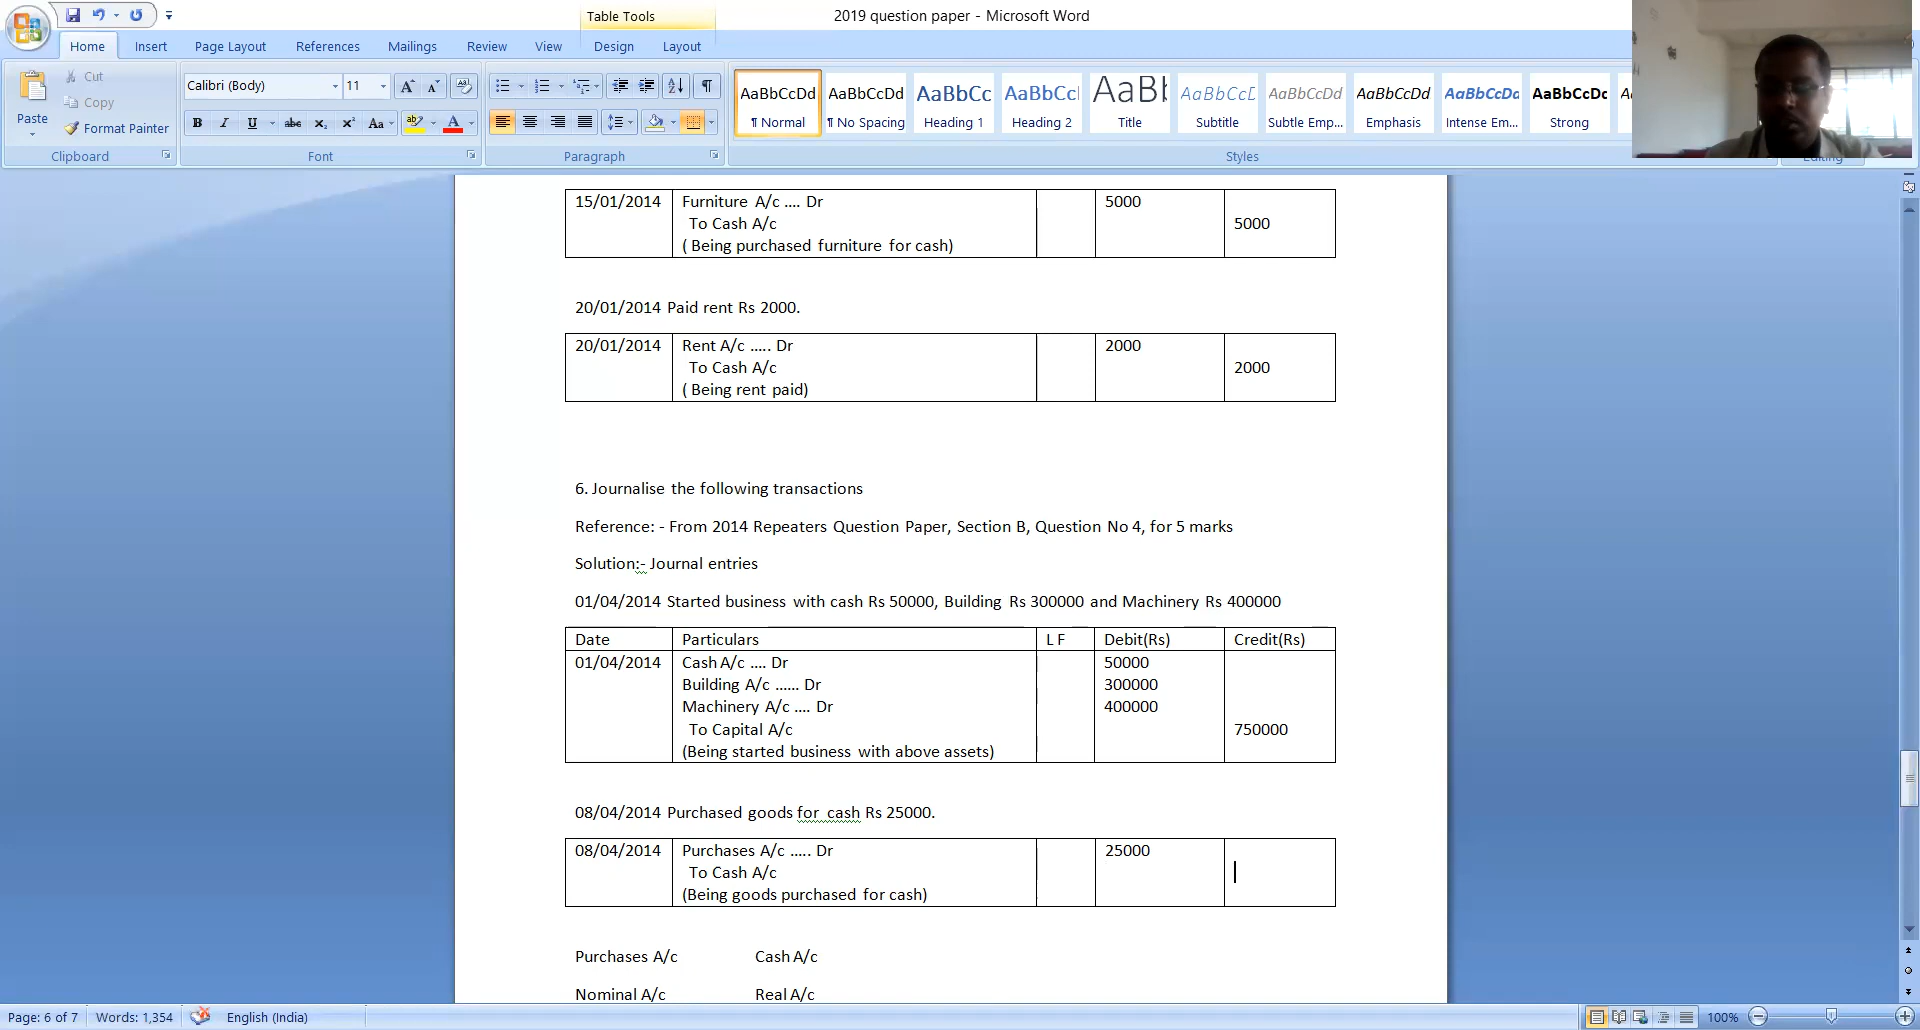 2019 question paper - Microsoft Word
Table Tools
Home Insert Page Layout References Mailings Review View Design Layout
Paste
Cut
Copy
Format Painter
Clipboard
Calibri (Body) 11
B I U abc X₂ X² Aa
Font
Paragraph
AaBbCcDd AaBbCcDd AaBbCc AaBbCc AaBb AaBbCcD AaBbCcDd AaBbCcDd AaBbCcDd AaBbCcDd
¶ Normal ¶ No Spacing Heading 1 Heading 2 Title Subtitle Subtle Emp... Emphasis Intense Em... Strong
Styles
Editing
15/01/2014 Furniture A/c .... Dr 5000
To Cash A/c 5000
( Being purchased furniture for cash)
20/01/2014 Paid rent Rs 2000.
20/01/2014 Rent A/c ..... Dr 2000
To Cash A/c 2000
( Being rent paid)
6. Journalise the following transactions
Reference: - From 2014 Repeaters Question Paper, Section B, Question No 4, for 5 marks
Solution:- Journal entries
01/04/2014 Started business with cash Rs 50000, Building Rs 300000 and Machinery Rs 400000
Date Particulars L F Debit(Rs) Credit(Rs)
01/04/2014 Cash A/c .... Dr 50000
Building A/c ...... Dr 300000
Machinery A/c .... Dr 400000
To Capital A/c 750000
(Being started business with above assets)
08/04/2014 Purchased goods for cash Rs 25000.
08/04/2014 Purchases A/c ..... Dr 25000
To Cash A/c
(Being goods purchased for cash)
Purchases A/c Cash A/c
Nominal A/c Real A/c
Page: 6 of 7 Words: 1,354 English (India) 100%